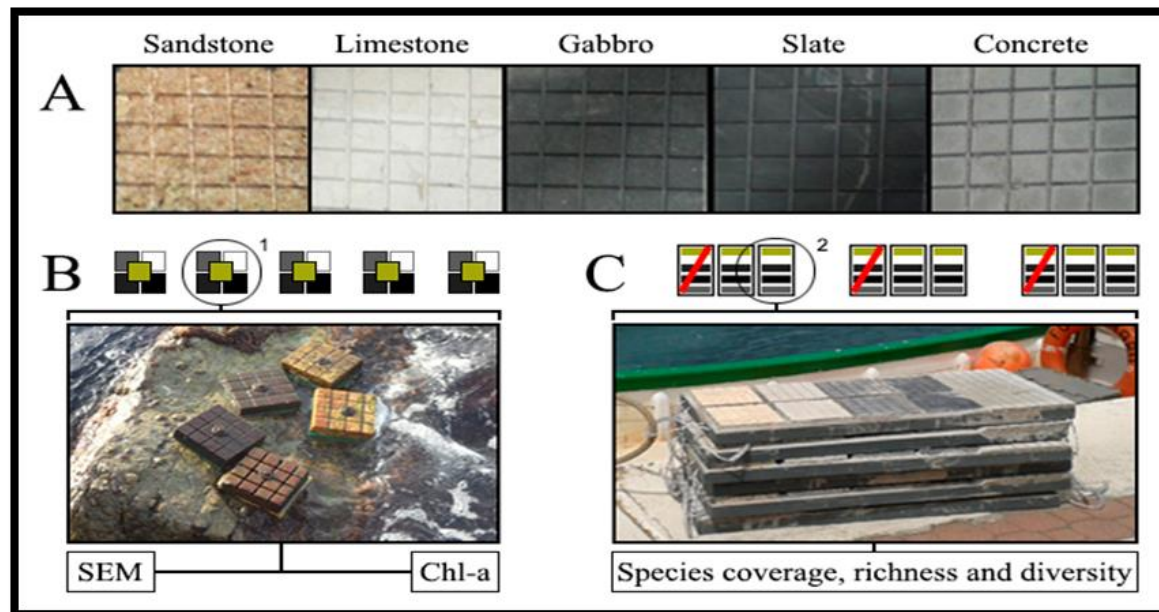 Sandstone Limestone Gabbro Slate Concrete
A
B
1
C
2
SEM
Chl-a
Species coverage, richness and diversity